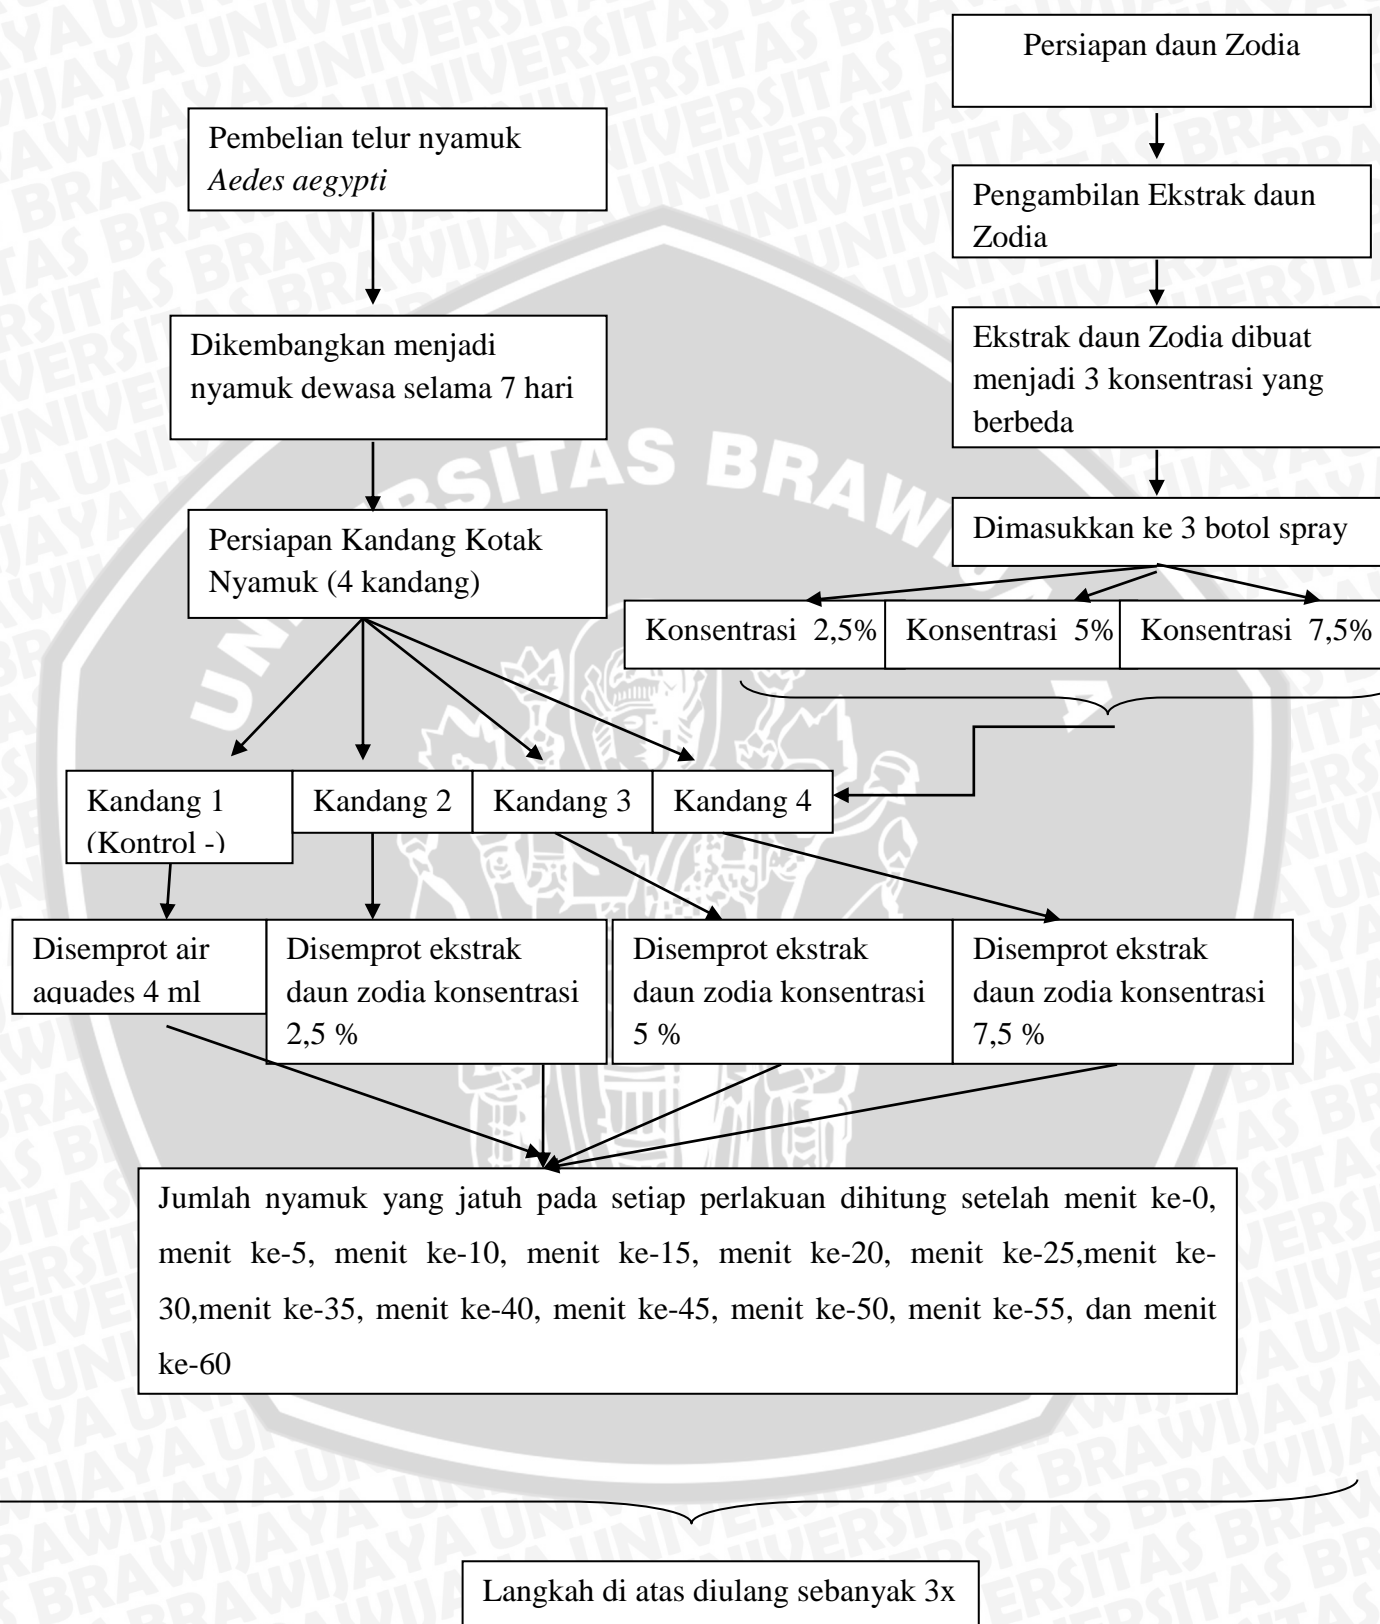 Persiapan daun Zodia
Pembelian telur nyamuk
Aedes aegypti
Pengambilan Ekstrak daun
Zodia
Dikembangkan menjadi
nyamuk dewasa selama 7 hari
Ekstrak daun Zodia dibuat
menjadi 3 konsentrasi yang
berbeda
Persiapan Kandang Kotak
Nyamuk (4 kandang)
Dimasukkan ke 3 botol spray
Konsentrasi 2,5%
Konsentrasi 5%
Konsentrasi 7,5%
Kandang 1
(Kontrol -)
Kandang 2
Kandang 3
Kandang 4
Disemprot air
aquades 4 ml
Disemprot ekstrak
daun zodia konsentrasi
2,5 %
Disemprot ekstrak
daun zodia konsentrasi
5 %
Disemprot ekstrak
daun zodia konsentrasi
7,5 %
Jumlah nyamuk yang jatuh pada setiap perlakuan dihitung setelah menit ke-0,
menit ke-5, menit ke-10, menit ke-15, menit ke-20, menit ke-25,menit ke-
30,menit ke-35, menit ke-40, menit ke-45, menit ke-50, menit ke-55, dan menit
ke-60
Langkah di atas diulang sebanyak 3x